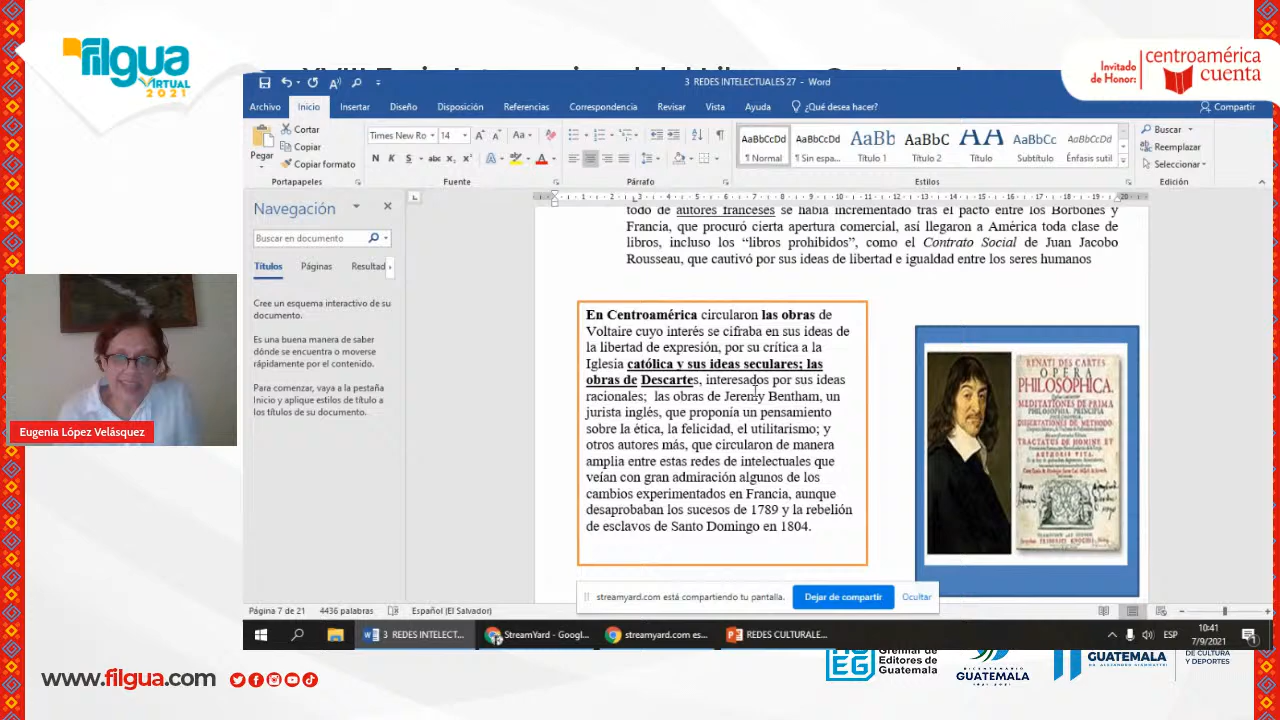 filgua
VIRTUAL
2021
Invitado
de Honor:
centroamérica
cuenta
3 REDES INTELECTUALES 27 - Word
Archivo Inicio Insertar Diseño Disposición Referencias Correspondencia Revisar Vista Ayuda ¿Qué desea hacer? Compartir
Pegar
Cortar
Copiar
Copiar formato
Portapapeles
Times New Ro 14
Fuente
Párrafo
AaBbCcDd AaBbCcDd AaBb AaBbC AA AaBbCc AaBbCcDd
¶ Normal ¶ Sin espa... Título 1 Título 2 Título Subtítulo Énfasis sutil
Estilos
Buscar
Reemplazar
Seleccionar
Edición
Navegación
Buscar en documento
Títulos Páginas Resultad
Cree un esquema interactivo de su
documento.
Es una buena manera de saber
dónde se encuentra o moverse
rápidamente por el contenido.
Para comenzar, vaya a la pestaña
Inicio y aplique estilos de título a
los títulos de su documento.
todo de autores franceses se había incrementado tras el pacto entre los Borbones y
Francia, que procuró cierta apertura comercial, así llegaron a América toda clase de
libros, incluso los “libros prohibidos”, como el Contrato Social de Juan Jacobo
Rousseau, que cautivó por sus ideas de libertad e igualdad entre los seres humanos
En Centroamérica circularon las obras de
Voltaire cuyo interés se cifraba en sus ideas de
la libertad de expresión, por su crítica a la
Iglesia católica y sus ideas seculares; las
obras de Descartes, interesados por sus ideas
racionales; las obras de Jeremy Bentham, un
jurista inglés, que proponía un pensamiento
sobre la ética, la felicidad, el utilitarismo; y
otros autores más, que circularon de manera
amplia entre estas redes de intelectuales que
veían con gran admiración algunos de los
cambios experimentados en Francia, aunque
desaprobaban los sucesos de 1789 y la rebelión
de esclavos de Santo Domingo en 1804.
RENATI DES CARTES
OPERA
PHILOSOPHICA.
Eugenia López Velásquez
streamyard.com está compartiendo tu pantalla. Dejar de compartir Ocultar
Página 7 de 21 4436 palabras Español (El Salvador)
3 REDES INTELECT... StreamYard - Googl... streamyard.com es... REDES CULTURALE...
ESP
10:41
7/9/2021
www.filgua.com
Gremial de
Editores de
Guatemala
BICENTENARIO
GUATEMALA
GUATEMALA
DE CULTURA
Y DEPORTES